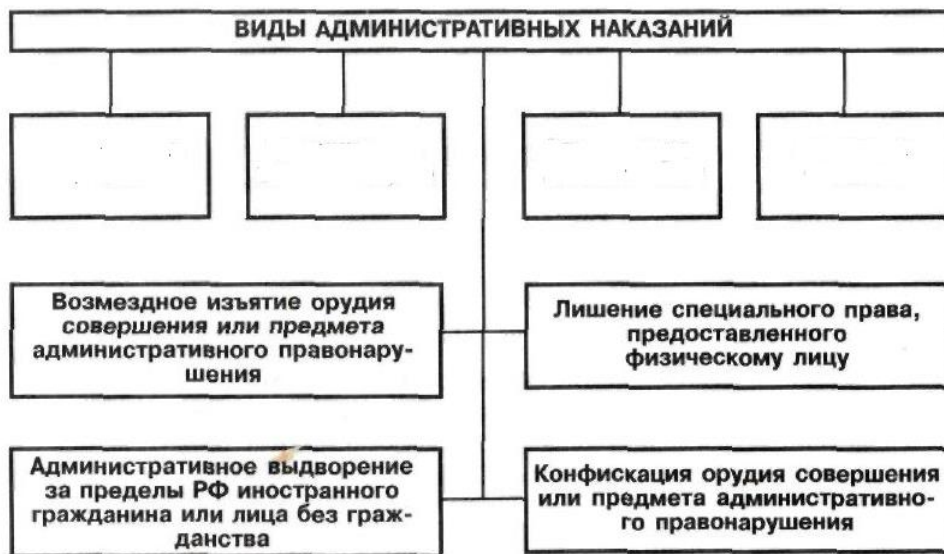 ВИДЫ АДМИНИСТРАТИВНЫХ НАКАЗАНИЙ
Возмездное изъятие орудия
совершения или предмета
административного правонару-
шения
Лишение специального права,
предоставленного
физическому лицу
Административное выдворение
за пределы РФ иностранного
гражданина или лица без граж-
данства
Конфискация орудия совершения
или предмета административно-
го правонарушения